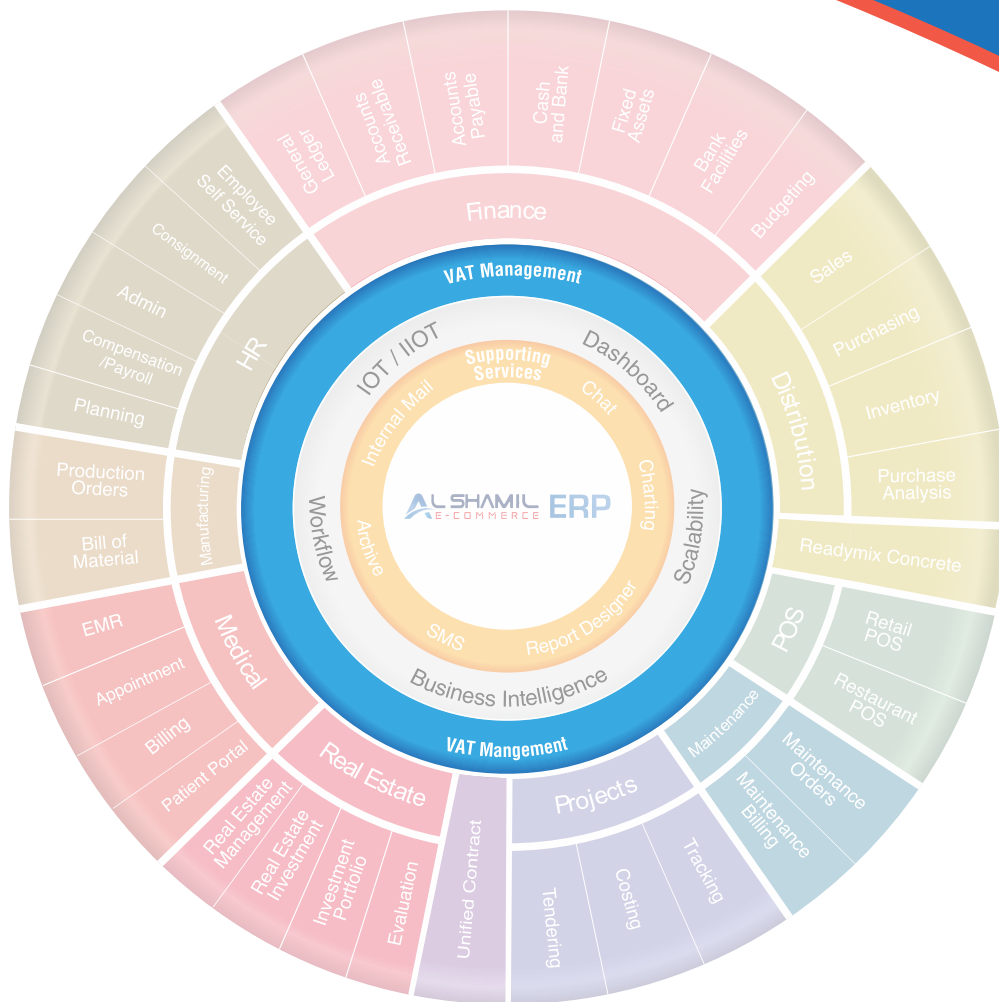 General
Ledger
Accounts
Receivable
Accounts
Payable
Cash
and Bank
Fixed
Assets
Bank
Facilities
Budgeting
Finance
Sales
Purchasing
Inventory
Purchase
Analysis
Distribution
Readymix Concrete
Retail
POS
Restaurant
POS
POS
Maintenance
Orders
Maintenance
Billing
Maintenance
Tracking
Costing
Tendering
Projects
Unified Contract
Evaluation
Investment
Portfolio
Real Estate
Investment
Real Estate
Management
Real Estate
Patient Portal
Billing
Appointment
EMR
Medical
Bill of
Material
Production
Orders
Manufacturing
Planning
Compensation
/Payroll
Admin
Consignment
Employee
Self Service
HR
VAT Management
VAT Mangement
IOT / IIOT
Dashboard
Scalability
Business Intelligence
Workflow
Supporting
Services
Chat
Charting
Report Designer
SMS
Archive
Internal Mail
AL SHAMIL ERP
E-COMMERCE